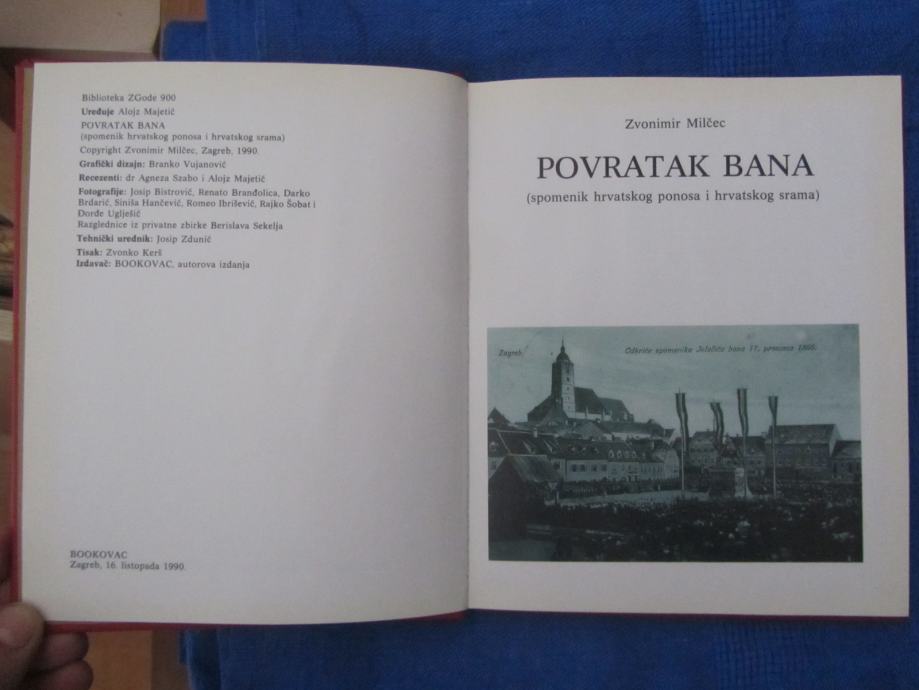 Biblioteka ZGode 900
Uređuje Alojz Majetić
POVRATAK BANA
(spomenik hrvatskog ponosa i hrvatskog srama)
Copyright Zvonimir Milčec, Zagreb, 1990.
Grafički dizajn: Branko Vujanović
Recezenti: dr Agneza Szabo i Alojz Majetić
Fotografije: Josip Bistrović, Renato Branđolica, Darko
Brdarić, Siniša Hančević, Romeo Ibrišević, Rajko Šobat i
Đorđe Uglješić
Razglednice iz privatne zbirke Berislava Sekelja
Tehnički urednik: Josip Zdunić
Tisak: Zvonko Kerš
Izdavač: BOOKOVAC, autorova izdanja
BOOKOVAC
Zagreb, 16. listopada 1990.
Zvonimir Milčec
POVRATAK BANA
(spomenik hrvatskog ponosa i hrvatskog srama)
Zagreb. Odkriće spomenika Jelačića bana 17. prosinca 1866.